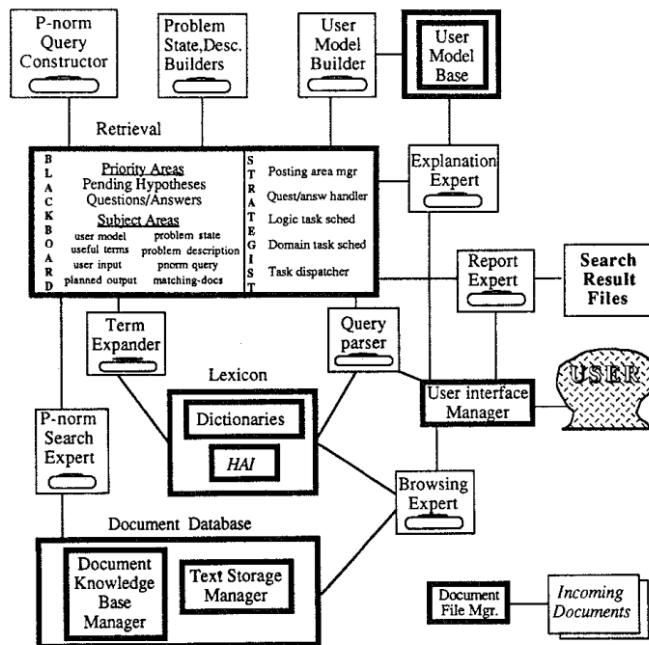 P-norm
Query
Constructor
Problem
State,Desc.
Builders
User
Model
Builder
User
Model
Base
Retrieval
BLACKBOARD
Priority Areas
Pending Hypotheses
Questions/Answers
Subject Areas
user model problem state
useful terms problem description
user input pnorm query
planned output matching-docs
STRATEGIST
Posting area mgr
Quest/answ handler
Logic task sched
Domain task sched
Task dispatcher
Explanation
Expert
Report
Expert
Search
Result
Files
Term
Expander
Query
parser
Lexicon
Dictionaries
HAI
User interface
Manager
USER
P-norm
Search
Expert
Browsing
Expert
Document Database
Document
Knowledge
Base
Manager
Text Storage
Manager
Document
File Mgr.
Incoming
Documents